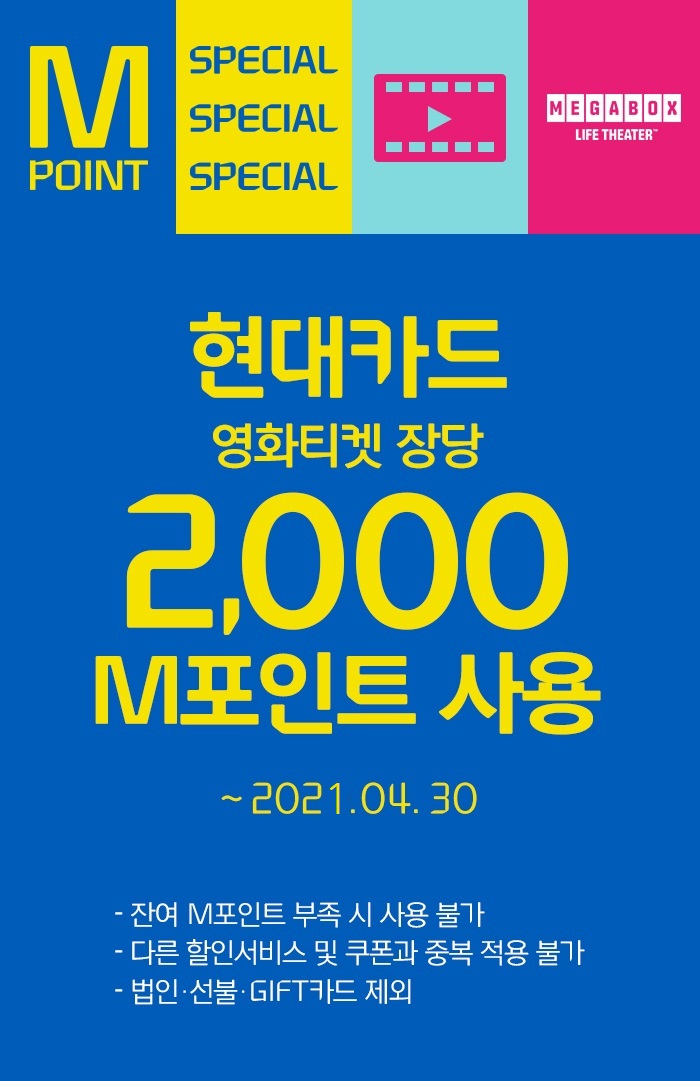 M
POINT
SPECIAL
SPECIAL
SPECIAL
MEGABOX
LIFE THEATER™
현대카드
영화티켓 장당
2,000
M포인트 사용
~ 2021.04. 30
- 잔여 M포인트 부족 시 사용 불가
- 다른 할인서비스 및 쿠폰과 중복 적용 불가
- 법인·선불·GIFT카드 제외